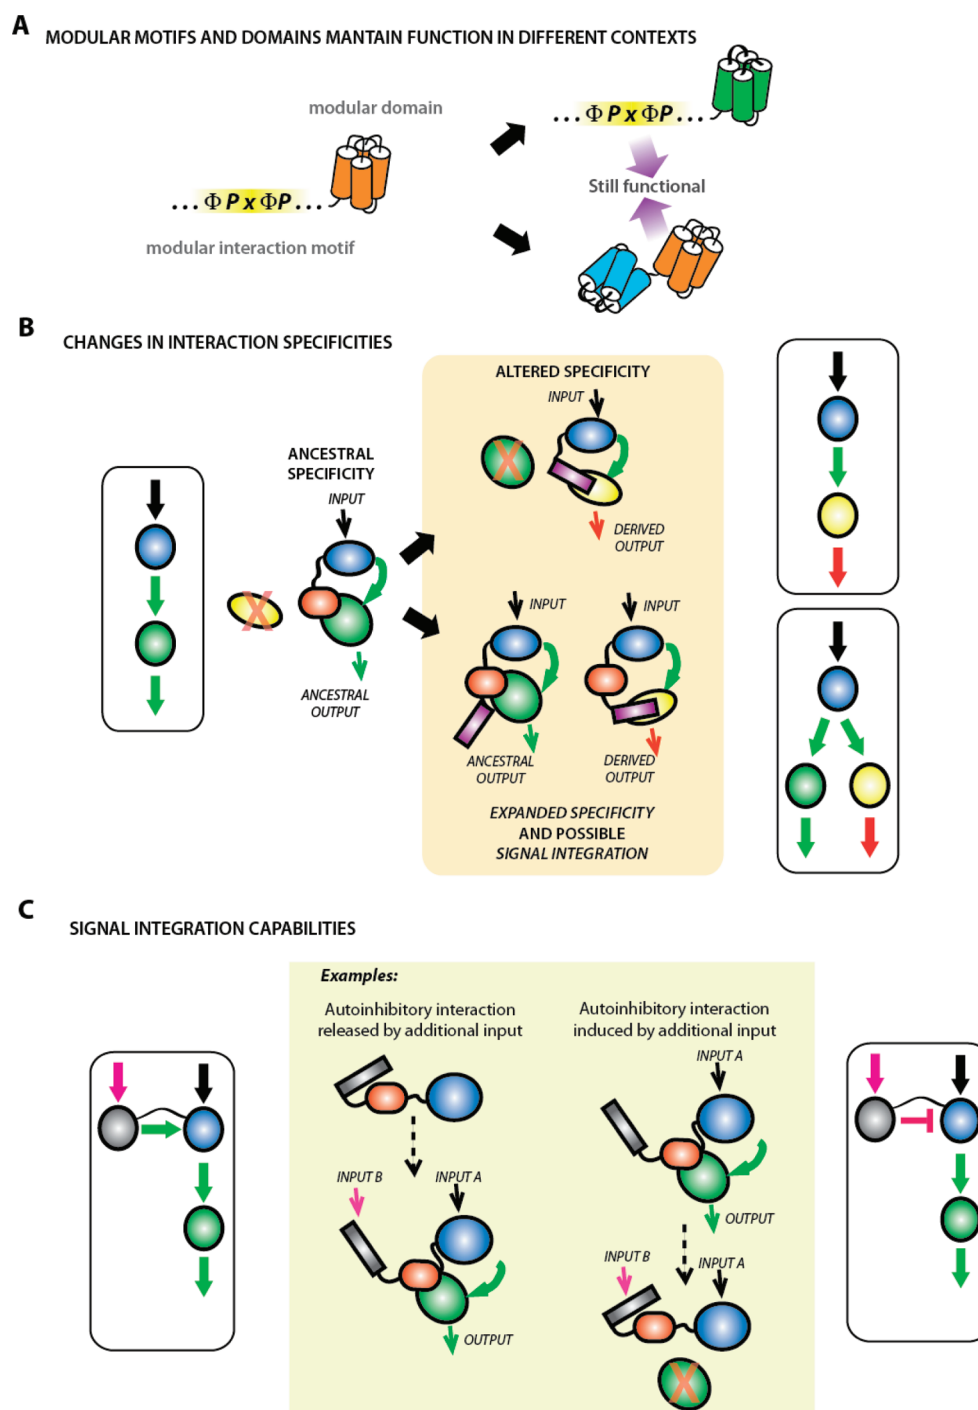 A
MODULAR MOTIFS AND DOMAINS MANTAIN FUNCTION IN DIFFERENT CONTEXTS
modular domain
... Φ P x ΦP ...
modular interaction motif
... Φ P x ΦP ...
Still functional
B
CHANGES IN INTERACTION SPECIFICITIES
ANCESTRAL
SPECIFICITY
INPUT
X
ANCESTRAL
OUTPUT
ALTERED SPECIFICITY
INPUT
X
DERIVED
OUTPUT
INPUT
INPUT
ANCESTRAL
OUTPUT
DERIVED
OUTPUT
EXPANDED SPECIFICITY
AND POSSIBLE
SIGNAL INTEGRATION
C
SIGNAL INTEGRATION CAPABILITIES
Examples:
Autoinhibitory interaction
released by additional input
INPUT B
INPUT A
OUTPUT
Autoinhibitory interaction
induced by additional input
INPUT A
OUTPUT
INPUT B
INPUT A
X